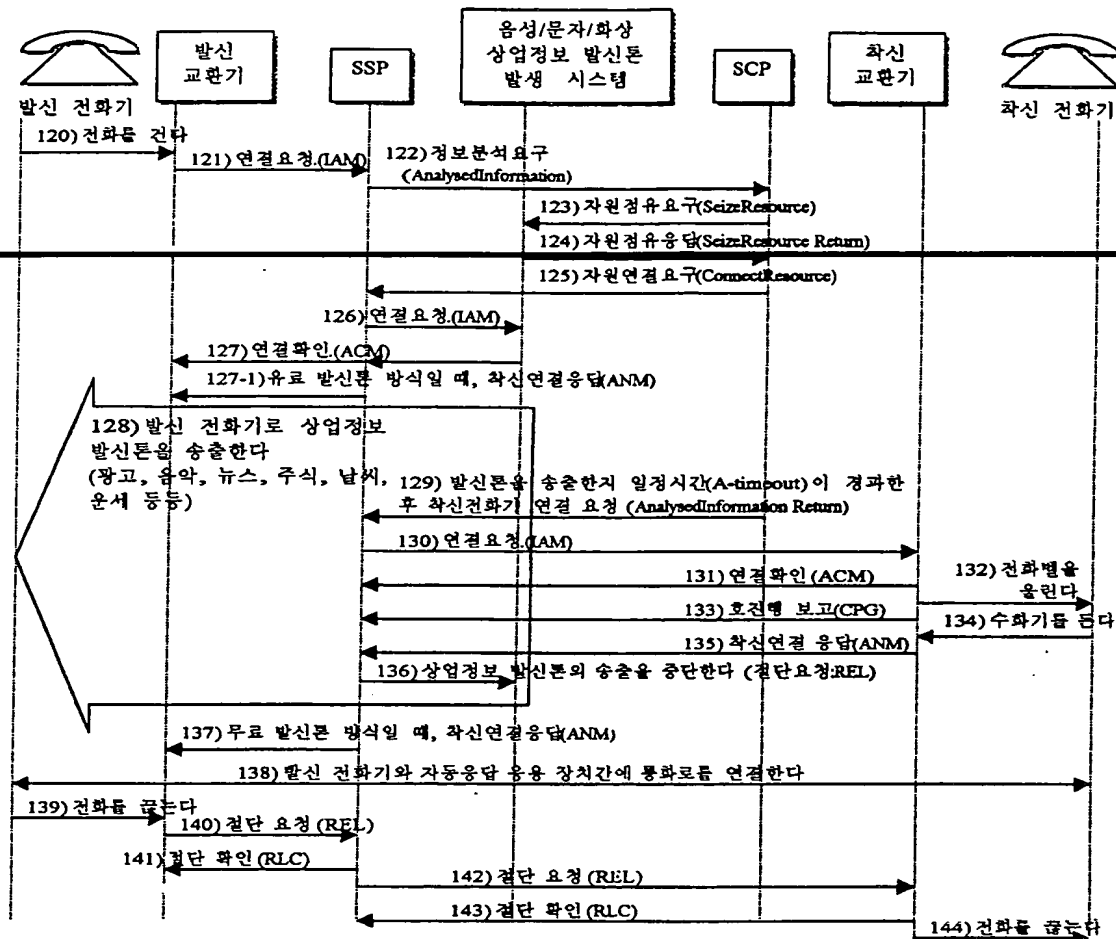 발신 전화기
발신
교환기
SSP
음성/문자/화상
상업정보 발신톤
발생 시스템
SCP
착신
교환기
착신 전화기
120) 전화를 건다
121) 연결요청.(IAM)
122) 정보분석요구
(AnalysedInformation)
123) 자원점유요구(SeizeResource)
124) 자원점유응답(SeizeResource Return)
125) 자원연결요구(ConnectResource)
126) 연결요청.(IAM)
127) 연결확인.(ACM)
127-1) 유료 발신톤 방식일 때, 착신연결응답(ANM)
128) 발신 전화기로 상업정보
발신톤을 송출한다
(광고, 음악, 뉴스, 주식, 날씨,
운세 등등)
129) 발신톤을 송출한지 일정시간(A-timeout)이 경과한
후 착신전화기 연결 요청 (AnalysedInformation Return)
130) 연결요청.(IAM)
131) 연결확인 (ACM)
132) 전화벨을
울린다
133) 호진행 보고(CPG)
134) 수화기를 든다
135) 착신연결 응답(ANM)
136) 상업정보 발신톤의 송출을 중단한다 (절단요청:REL)
137) 무료 발신톤 방식일 때, 착신연결응답(ANM)
138) 발신 전화기와 자동응답 응용 장치간에 통화로를 연결한다
139) 전화를 끊는다
140) 절단 요청 (REL)
141) 절단 확인 (RLC)
142) 절단 요청 (REL)
143) 절단 확인 (RLC)
144) 전화를 끊는다